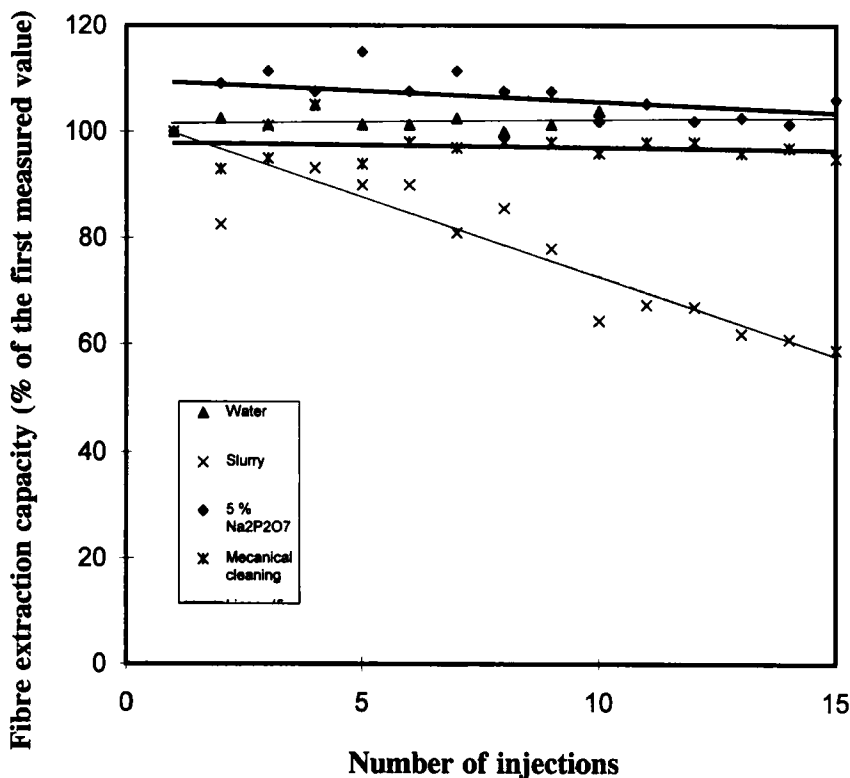 Fibre extraction capacity (% of the first measured value)
120
100
80
60
40
20
0
Water
Slurry
5 %
Na2P2O7
Mecanical
cleaning
0
5
10
15
Number of injections